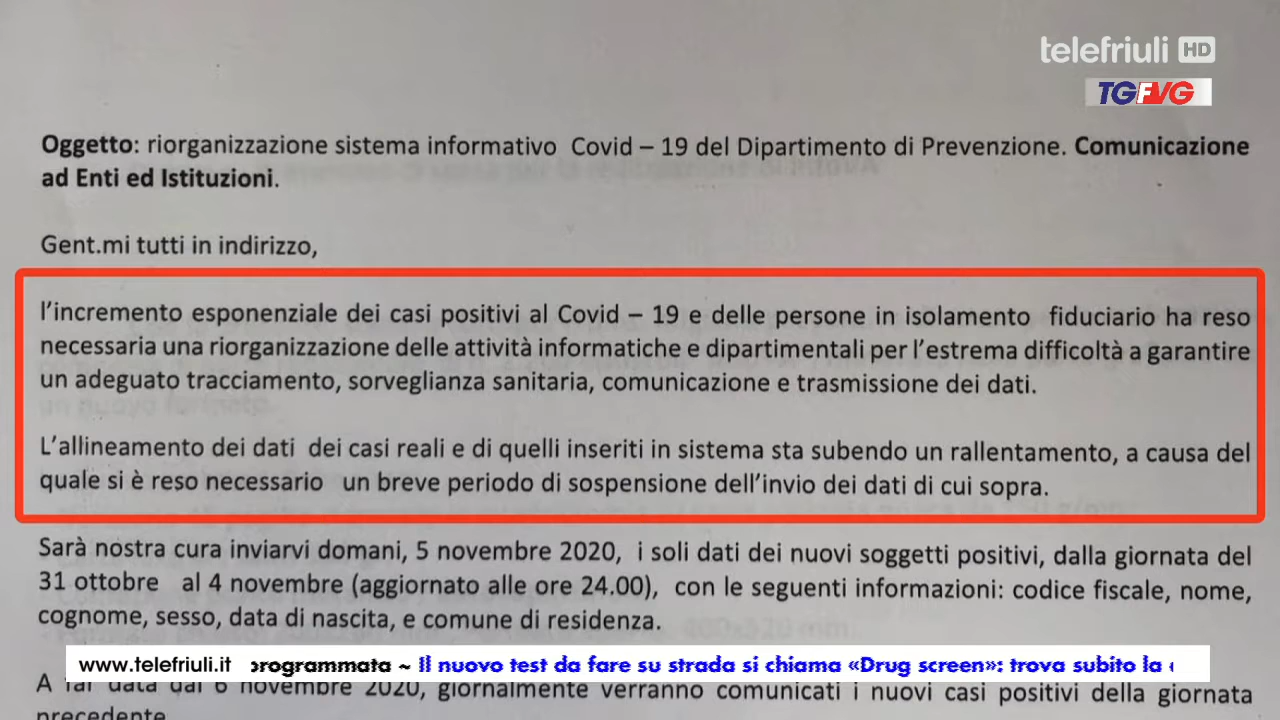 telefriuli HD
TGFVG
Oggetto: riorganizzazione sistema informativo Covid – 19 del Dipartimento di Prevenzione. Comunicazione
ad Enti ed Istituzioni.
Gent.mi tutti in indirizzo,
l'incremento esponenziale dei casi positivi al Covid – 19 e delle persone in isolamento fiduciario ha reso
necessaria una riorganizzazione delle attività informatiche e dipartimentali per l'estrema difficoltà a garantire
un adeguato tracciamento, sorveglianza sanitaria, comunicazione e trasmissione dei dati.
L'allineamento dei dati dei casi reali e di quelli inseriti in sistema sta subendo un rallentamento, a causa del
quale si è reso necessario un breve periodo di sospensione dell'invio dei dati di cui sopra.
Sarà nostra cura inviarvi domani, 5 novembre 2020, i soli dati dei nuovi soggetti positivi, dalla giornata del
31 ottobre al 4 novembre (aggiornato alle ore 24.00), con le seguenti informazioni: codice fiscale, nome,
cognome, sesso, data di nascita, e comune di residenza.
www.telefriuli.it programmata ~ Il nuovo test da fare su strada si chiama «Drug screen»: trova subito la
A far data dal 6 novembre 2020, giornalmente verranno comunicati i nuovi casi positivi della giornata
precedente